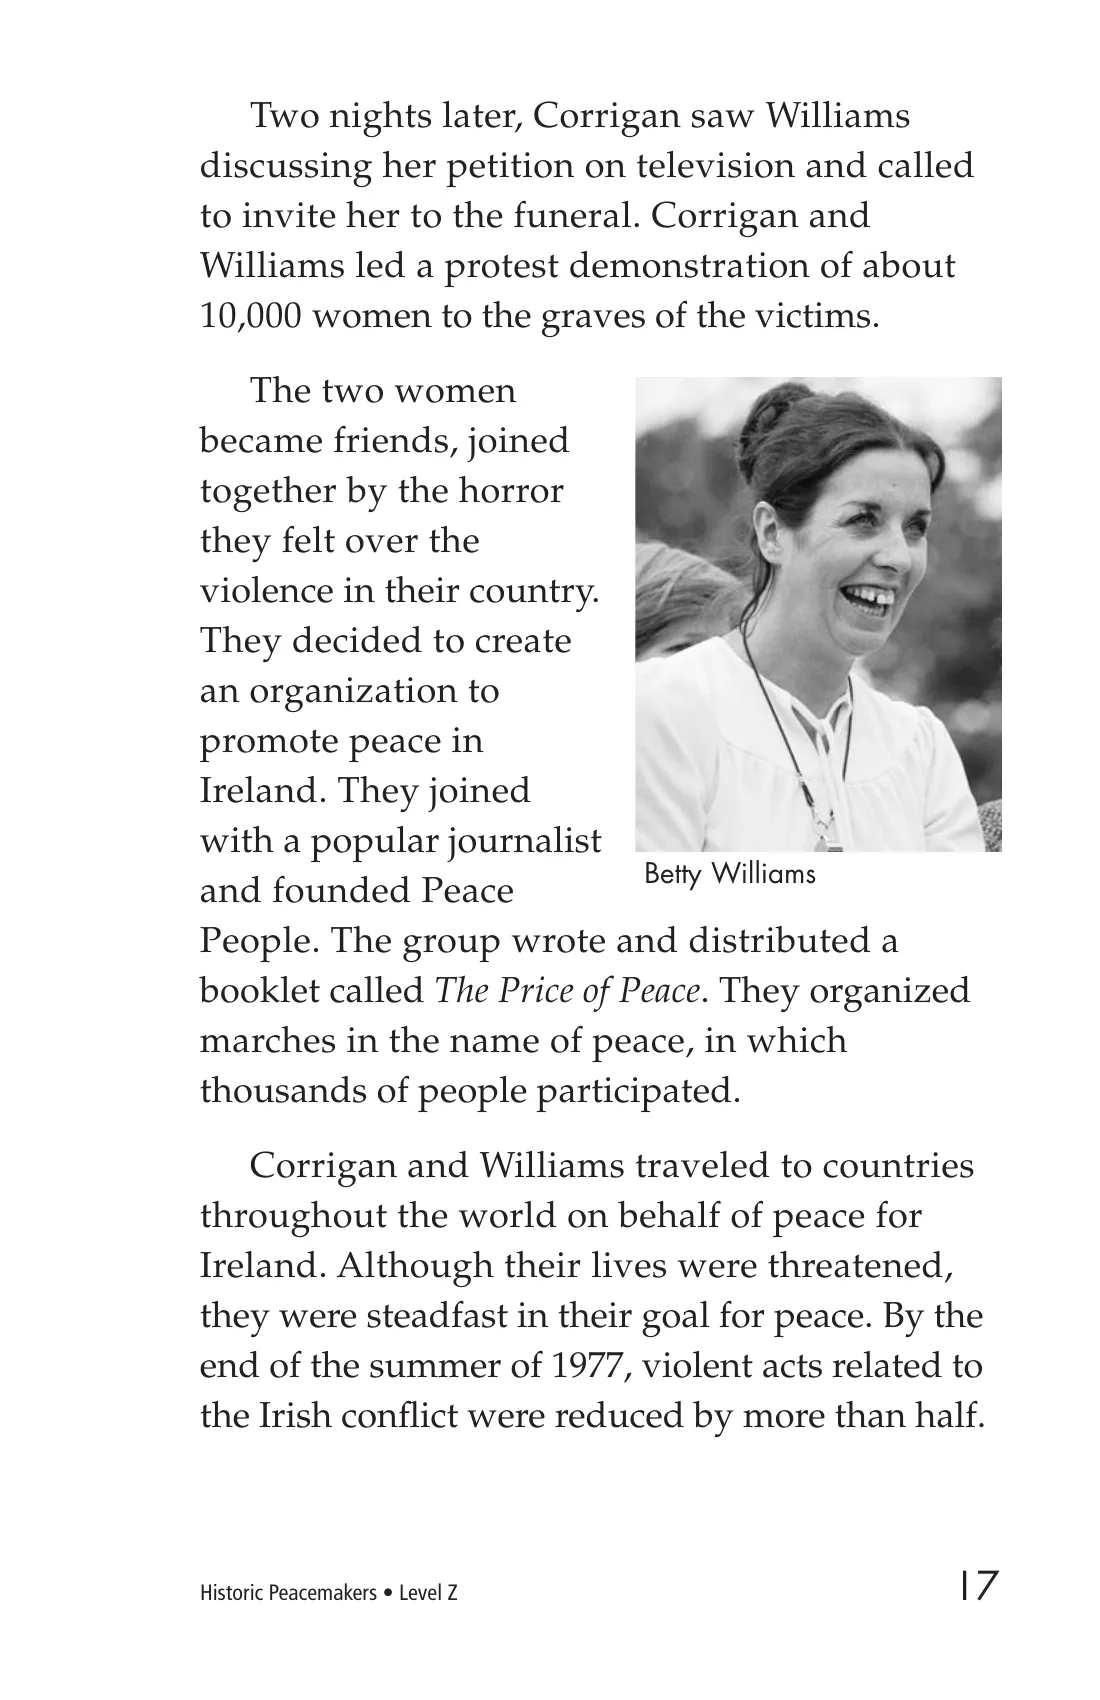 Two nights later, Corrigan saw Williams
discussing her petition on television and called
to invite her to the funeral. Corrigan and
Williams led a protest demonstration of about
10,000 women to the graves of the victims.
The two women
became friends, joined
together by the horror
they felt over the
violence in their country.
They decided to create
an organization to
promote peace in
Ireland. They joined
with a popular journalist
and founded Peace
People. The group wrote and distributed a
booklet called The Price of Peace. They organized
marches in the name of peace, in which
thousands of people participated.
Betty Williams
Corrigan and Williams traveled to countries
throughout the world on behalf of peace for
Ireland. Although their lives were threatened,
they were steadfast in their goal for peace. By the
end of the summer of 1977, violent acts related to
the Irish conflict were reduced by more than half.
Historic Peacemakers • Level Z
17